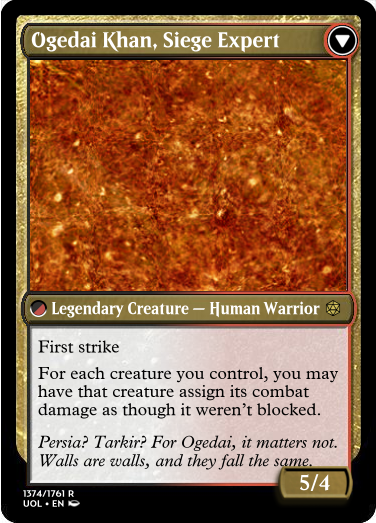 Ogedai Khan, Siege Expert
Legendary Creature — Human Warrior
First strike
For each creature you control, you may
have that creature assign its combat
damage as though it weren't blocked.
Persia? Tarkir? For Ogedai, it matters not.
Walls are walls, and they fall the same.
5/4
1374/1761 R
UOL • EN